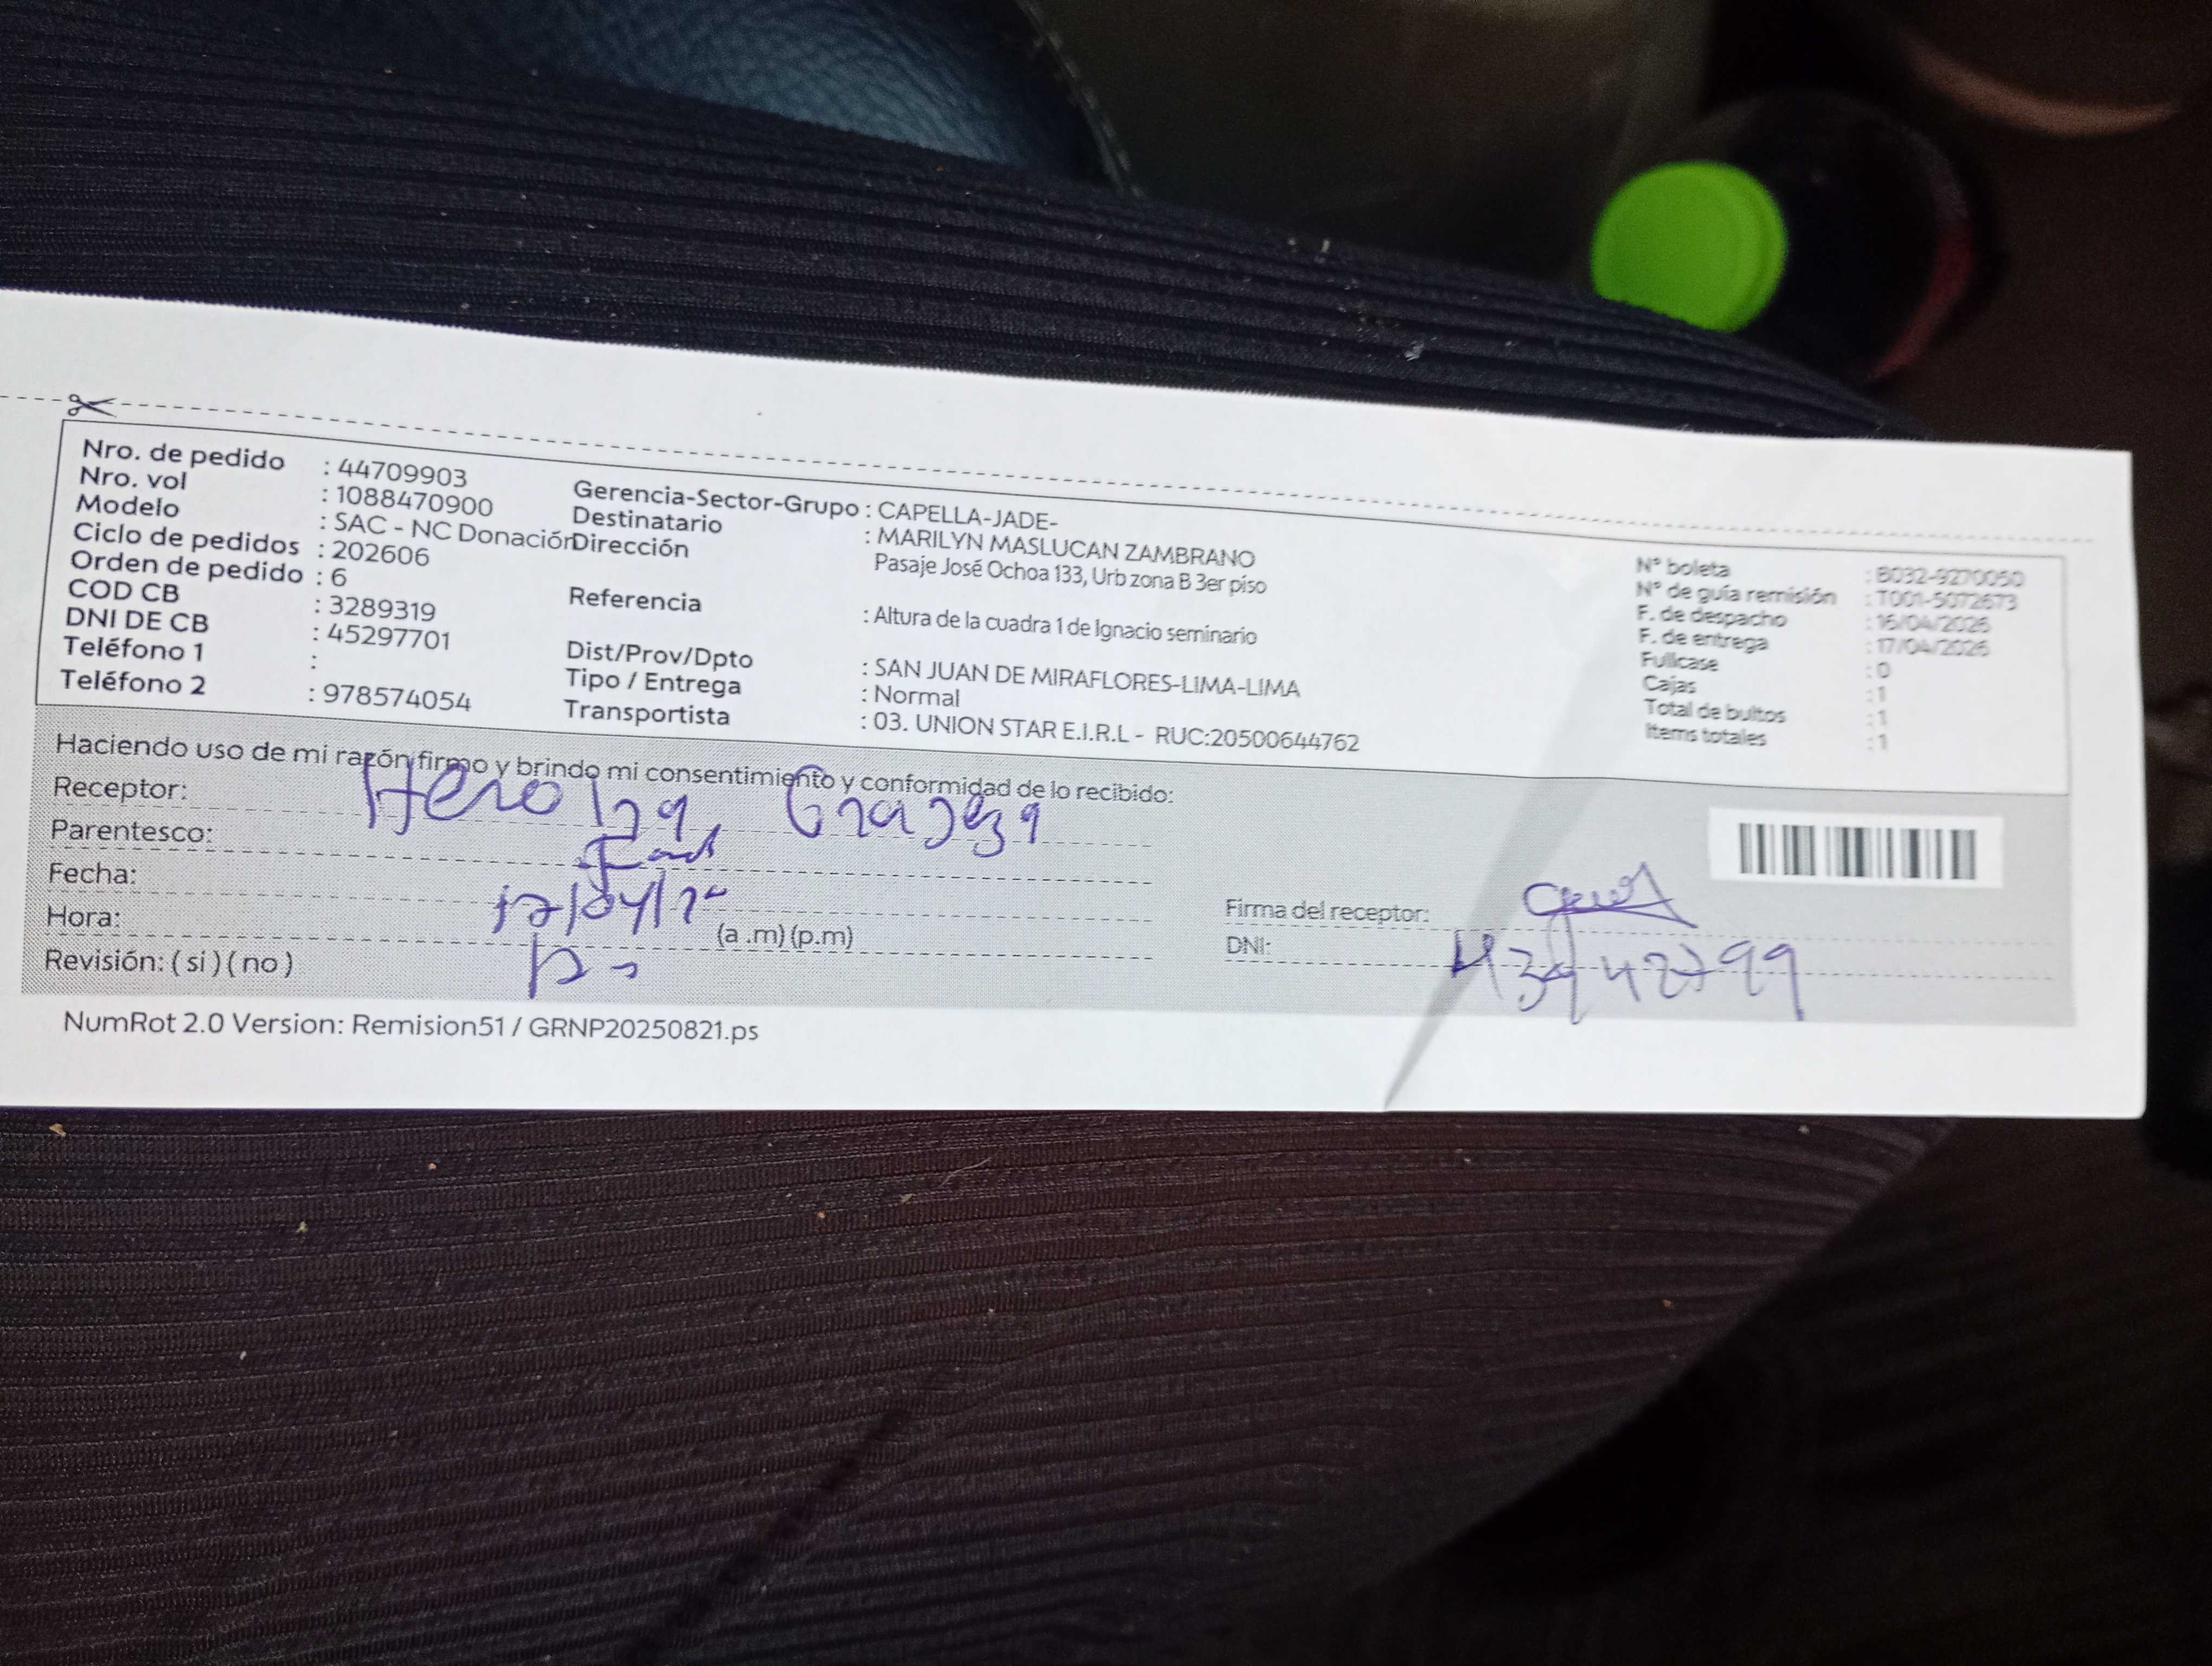 Nro. de pedido : 44709903
Nro. vol : 1088470900
Modelo : SAC - NC Donación
Ciclo de pedidos : 202606
Orden de pedido : 6
COD CB : 3289319
DNI DE CB : 45297701
Teléfono 1 :
Teléfono 2 : 978574054
Gerencia-Sector-Grupo : CAPELLA-JADE-
Destinatario : MARILYN MASLUCAN ZAMBRANO
Dirección Pasaje José Ochoa 133, Urb zona B 3er piso
Referencia : Altura de la cuadra 1 de Ignacio seminario
Dist/Prov/Dpto : SAN JUAN DE MIRAFLORES-LIMA-LIMA
Tipo / Entrega : Normal
Transportista : 03. UNION STAR E.I.R.L - RUC:20500644762
N° boleta : B032-9270050
N° de guía remisión : T001-5072673
F. de despacho : 16/04/2026
F. de entrega : 17/04/2026
Fullcase : 0
Cajas : 1
Total de bultos : 1
Items totales : 1
Haciendo uso de mi razón firmo y brindo mi consentimiento y conformidad de lo recibido:
Receptor:
Parentesco:
Fecha:
Hora: (a .m) (p.m)
Revisión: ( si ) ( no )
Firma del receptor:
DNI: 43942799
NumRot 2.0 Version: Remision51 / GRNP20250821.ps